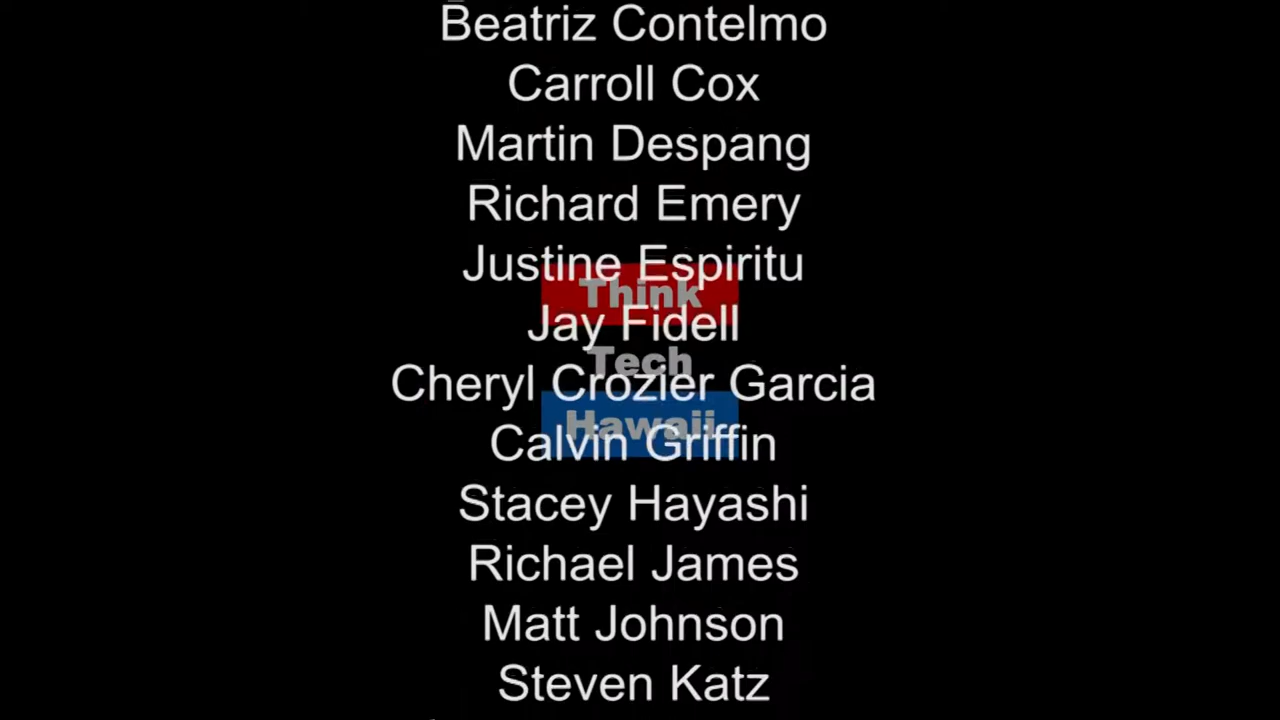 Beatriz Contelmo
Carroll Cox
Martin Despang
Richard Emery
Justine Espiritu
Think
Jay Fidell
Tech
Cheryl Crozier Garcia
Hawaii
Calvin Griffin
Stacey Hayashi
Richael James
Matt Johnson
Steven Katz